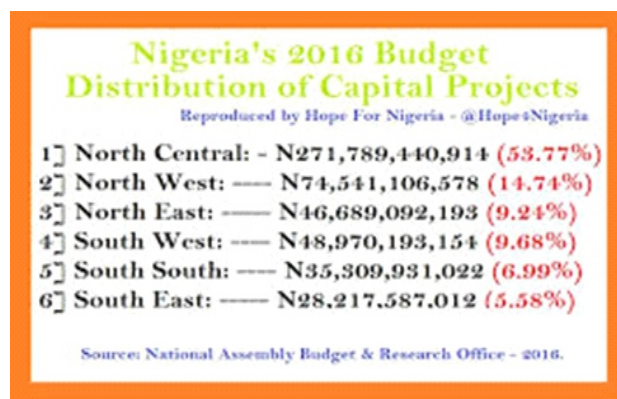 Nigeria's 2016 Budget
Distribution of Capital Projects
Reproduced by Hope For Nigeria - @Hope4Nigeria
1] North Central: - N271,789,440,914 (53.77%)
2] North West: ---- N74,541,106,578 (14.74%)
3] North East: ----- N46,689,092,193 (9.24%)
4] South West: ---- N48,970,193,154 (9.68%)
5] South South: ---- N35,309,931,022 (6.99%)
6] South East: ----- N28,217,587,012 (5.58%)
Source: National Assembly Budget & Research Office - 2016.